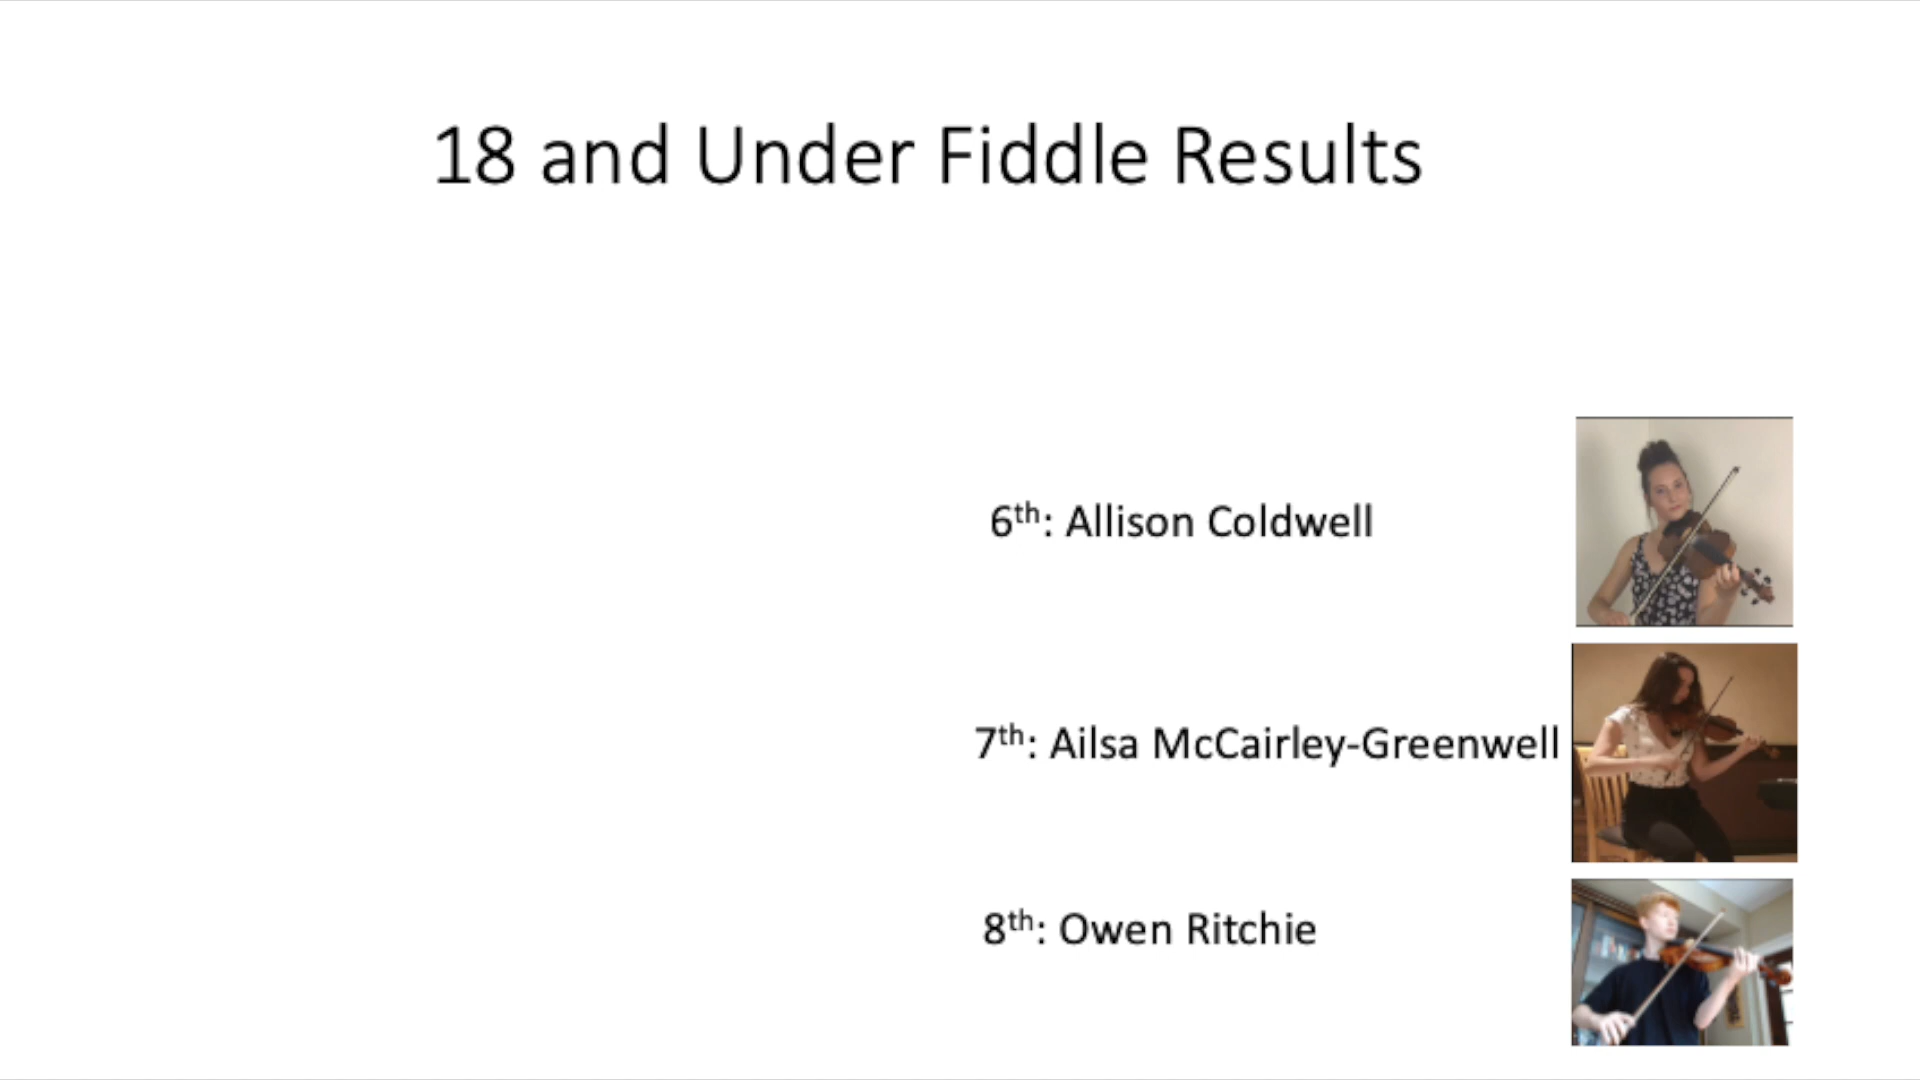 18 and Under Fiddle Results
6th: Allison Coldwell
7th: Ailsa McCairley-Greenwell
8th: Owen Ritchie